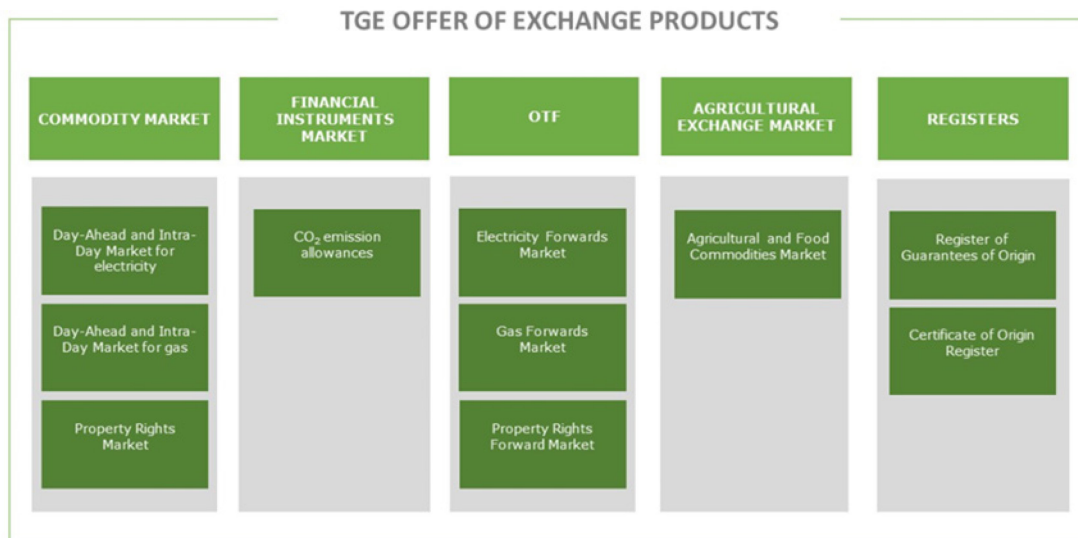 TGE OFFER OF EXCHANGE PRODUCTS
COMMODITY MARKET
FINANCIAL
INSTRUMENTS
MARKET
OTF
AGRICULTURAL
EXCHANGE MARKET
REGISTERS
Day-Ahead and Intra-
Day Market for
electricity
Day-Ahead and Intra-
Day Market for gas
Property Rights
Market
CO₂ emission
allowances
Electricity Forwards
Market
Gas Forwards
Market
Property Rights
Forward Market
Agricultural and Food
Commodities Market
Register of
Guarantees of Origin
Certificate of Origin
Register